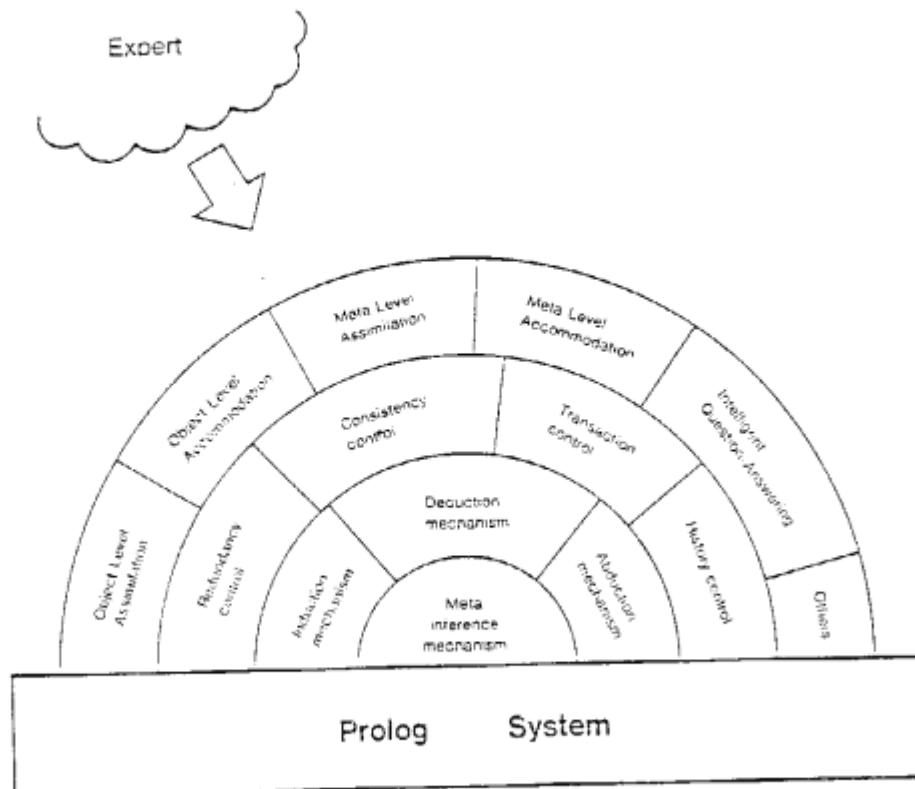 Expert
Meta Level
Assimilation
Meta Level
Accommodation
Object Level
Accommodation
Intelligent
Question Answering
Consistency
control
Transaction
control
Object Level
Assimilation
Redundancy
control
Deduction
mechanism
History control
Others
Induction
mechanism
Abduction
mechanism
Meta
inference
mechanism
Prolog System